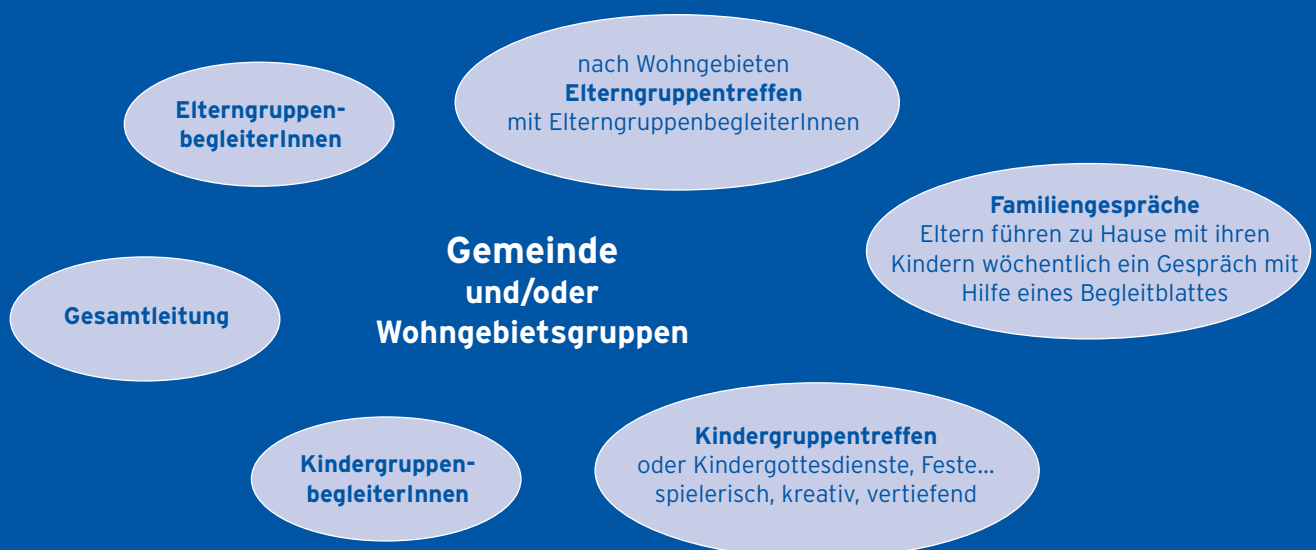 nach Wohngebieten
Elterngruppentreffen
mit ElterngruppenbegleiterInnen
Elterngruppen-
begleiterInnen
Familiengespräche
Eltern führen zu Hause mit ihren
Kindern wöchentlich ein Gespräch mit
Hilfe eines Begleitblattes
Gemeinde
und/oder
Wohngebietsgruppen
Gesamtleitung
Kindergruppentreffen
oder Kindergottesdienste, Feste...
spielerisch, kreativ, vertiefend
Kindergruppen-
begleiterInnen